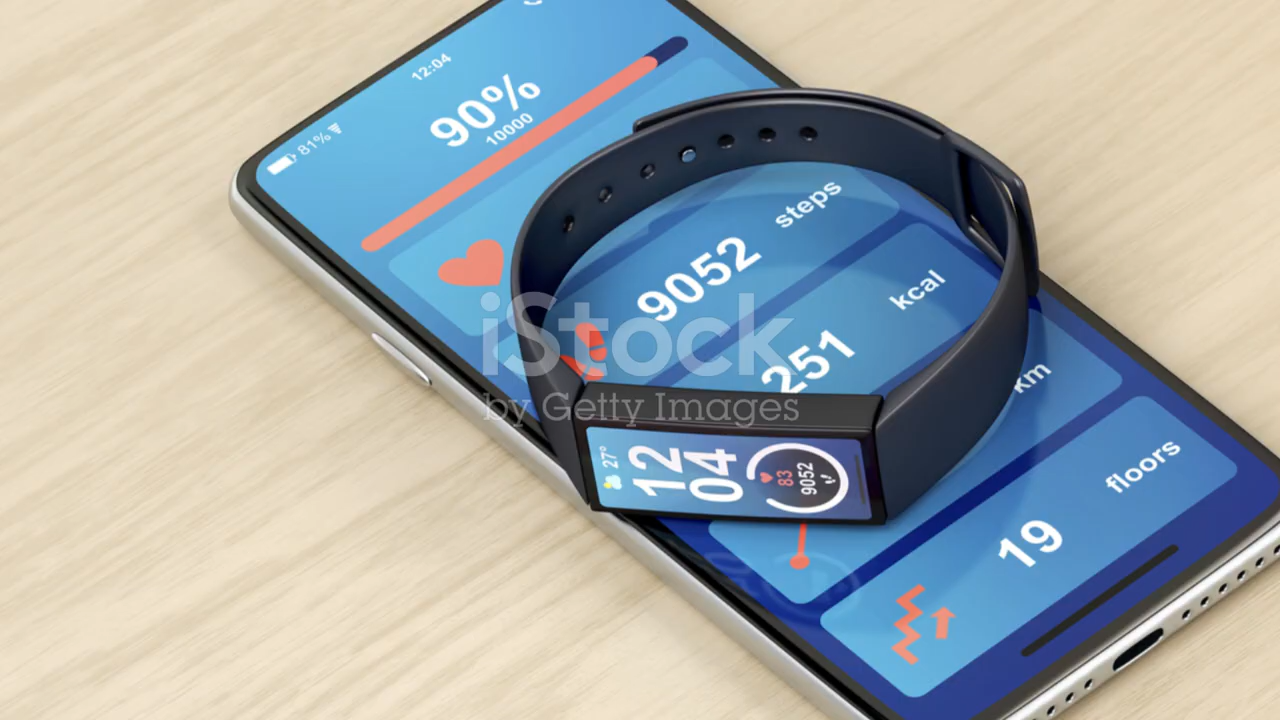 12:04
81%
90%
10000
9052 steps
251 kcal
km
19 floors
27°
12
04
83
9052
iStock
by Getty Images